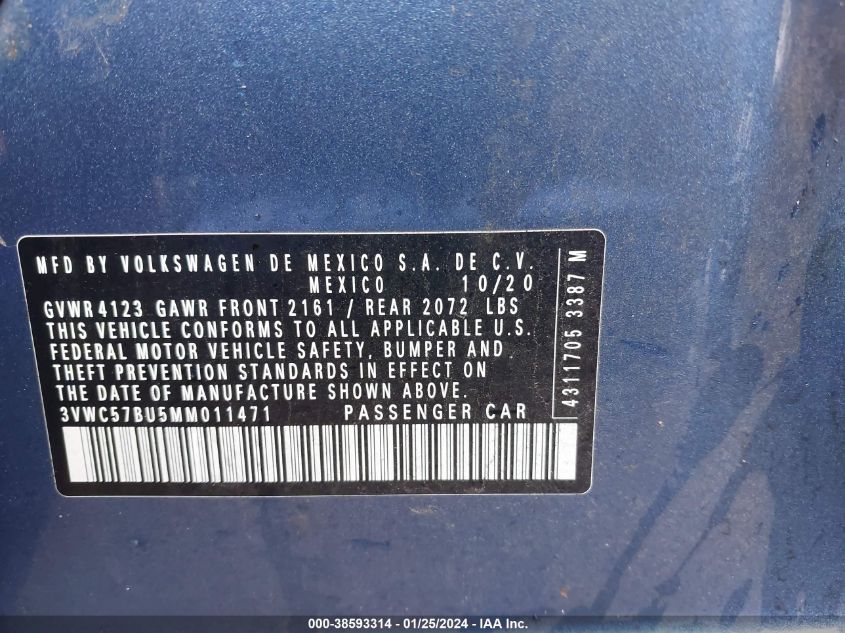 MFD BY VOLKSWAGEN DE MEXICO S.A. DE C.V.
MEXICO 10/20
GVWR 4123 GAWR FRONT 2161 / REAR 2072 LBS
THIS VEHICLE CONFORMS TO ALL APPLICABLE U.S.
FEDERAL MOTOR VEHICLE SAFETY, BUMPER AND
THEFT PREVENTION STANDARDS IN EFFECT ON
THE DATE OF MANUFACTURE SHOWN ABOVE.
3VWC57BU5MM011471 PASSENGER CAR
4311705 3387 M
000-38593314 - 01/25/2024 - IAA, Inc.